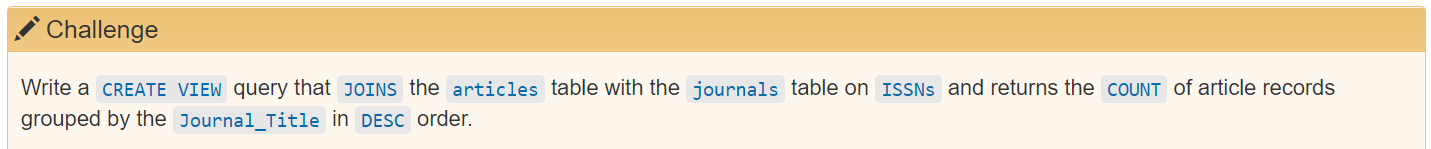 Challenge
Write a CREATE VIEW query that JOINS the articles table with the journals table on ISSNs and returns the COUNT of article records
grouped by the Journal_Title in DESC order.